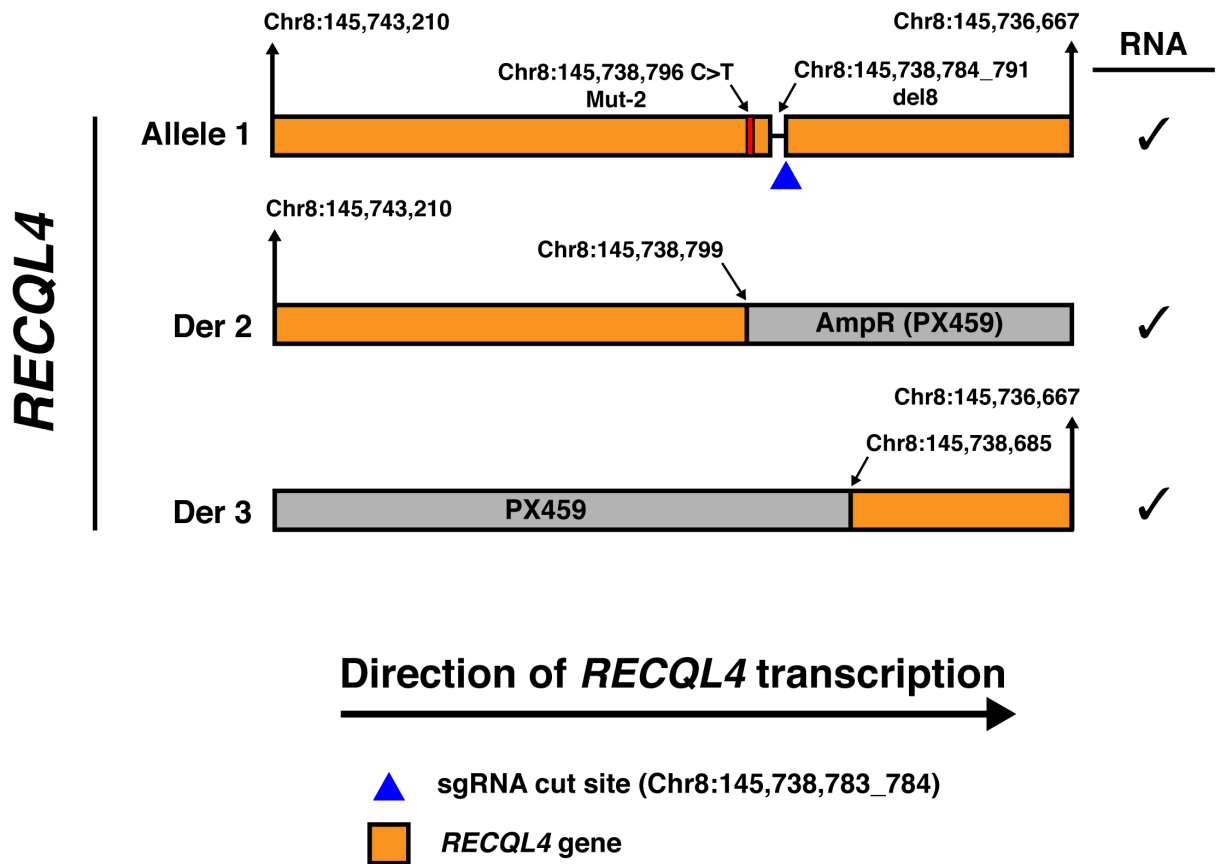 Chr8:145,743,210
Chr8:145,736,667
RNA
Chr8:145,738,796 C>T
Mut-2
Chr8:145,738,784_791
del8
Allele 1
✓
RECQL4
Chr8:145,743,210
Chr8:145,738,799
Der 2
AmpR (PX459)
✓
Chr8:145,736,667
Chr8:145,738,685
Der 3
PX459
✓
Direction of RECQL4 transcription
sgRNA cut site (Chr8:145,738,783_784)
RECQL4 gene